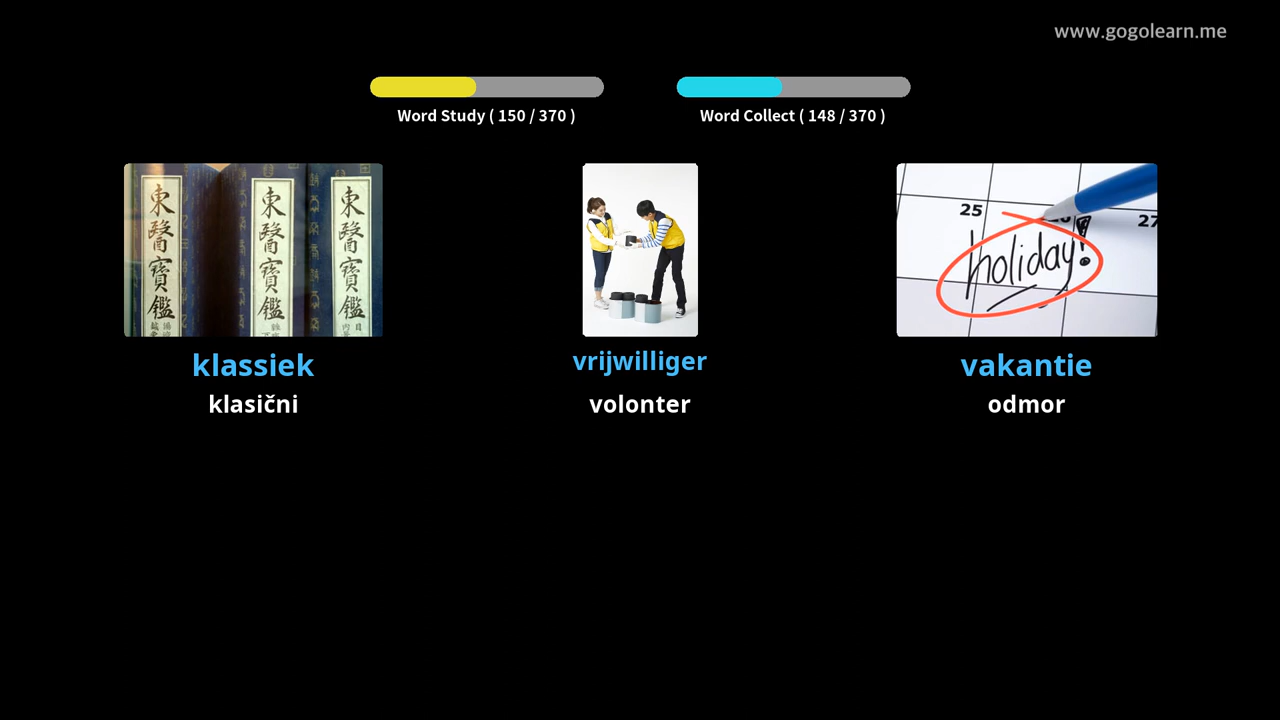 www.gogolearn.me
Word Study ( 150 / 370 )
Word Collect ( 148 / 370 )
東醫寶鑑
東醫寶鑑
東醫寶鑑
25
27
holiday!
klassiek
vrijwilliger
vakantie
klasični
volonter
odmor